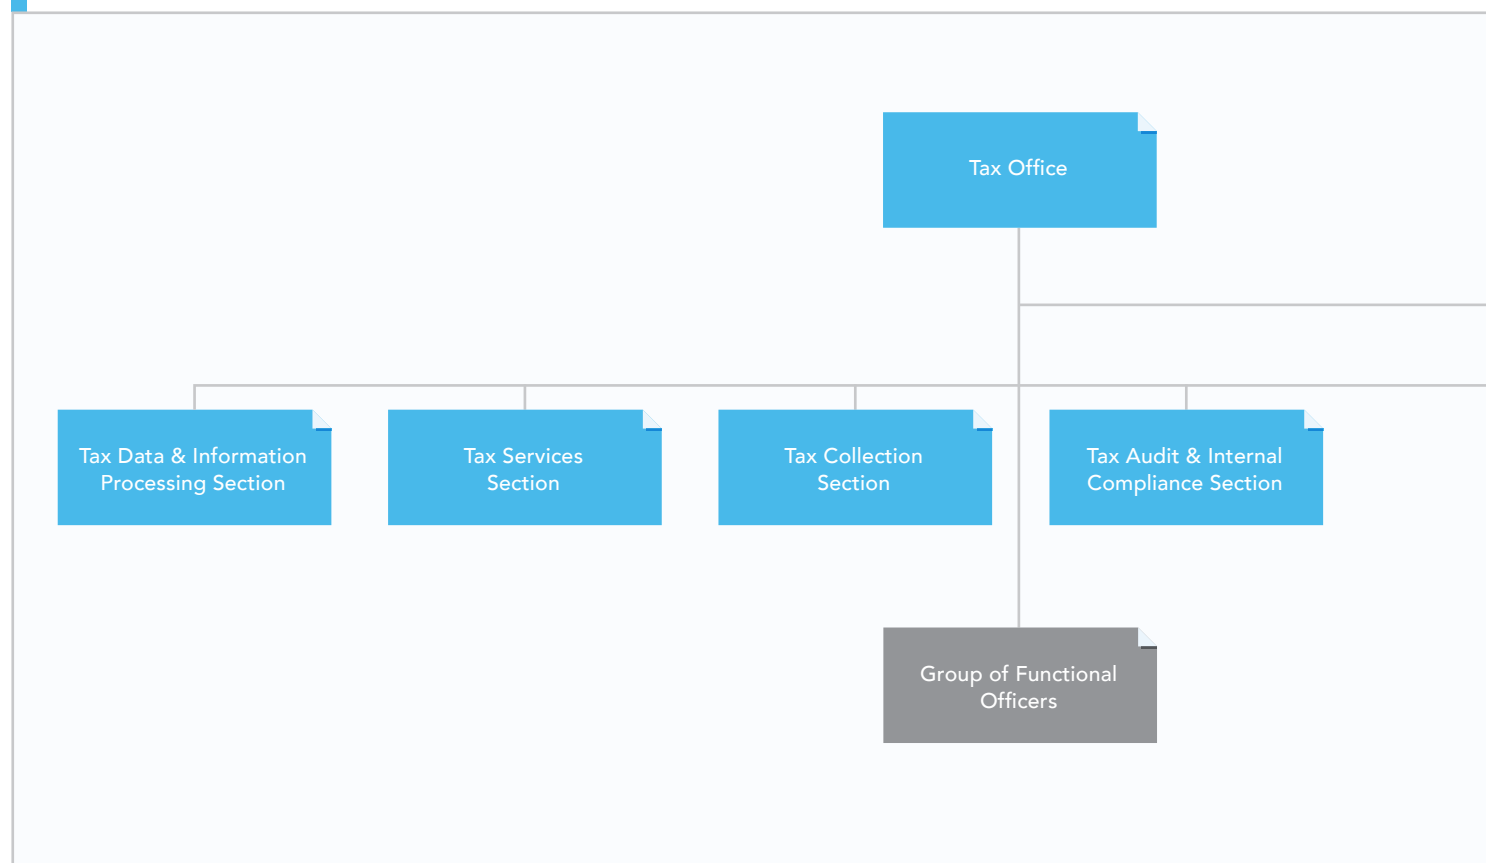 Tax Office
Tax Data & Information
Processing Section
Tax Services
Section
Tax Collection
Section
Tax Audit & Internal
Compliance Section
Group of Functional
Officers